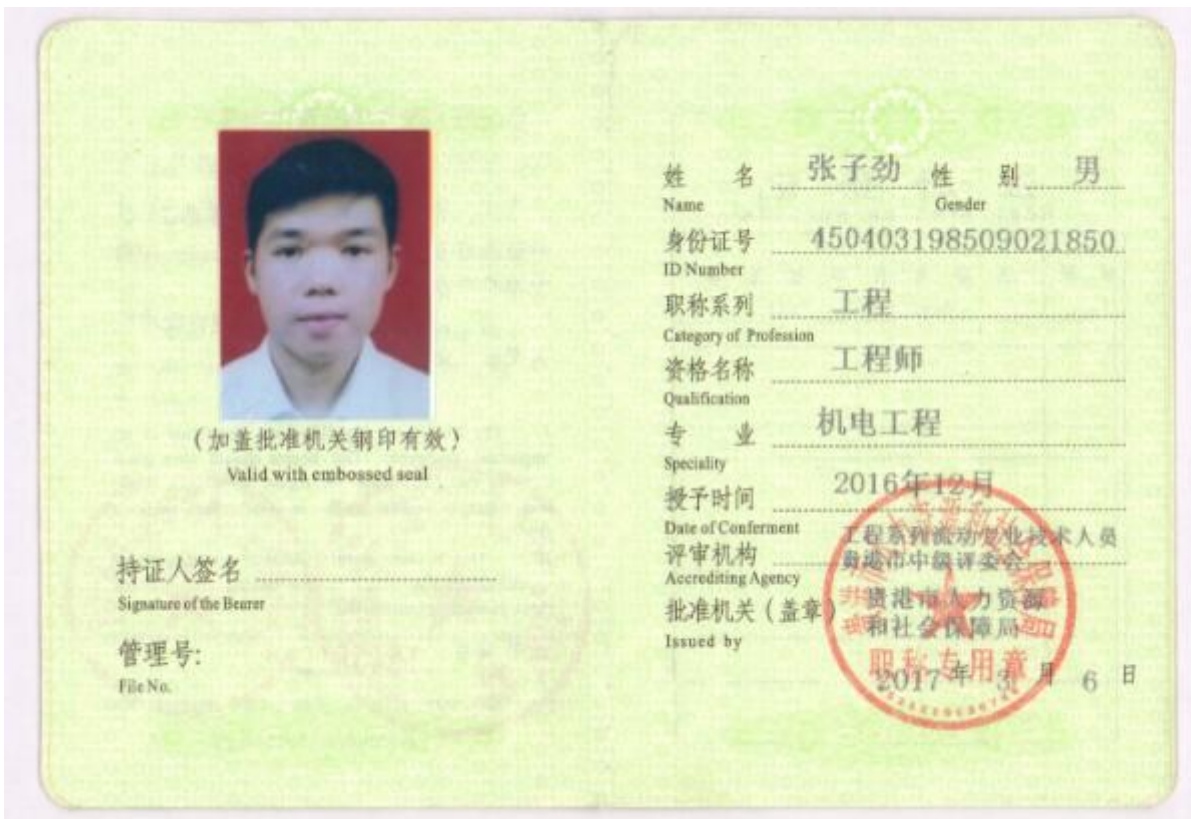 (加盖批准机关钢印有效)
Valid with embossed seal
持证人签名
Signature of the Bearer
管理号:
File No.
姓 名 张子劲 性 别 男
Name Gender
身份证号 450403198509021850
ID Number
职称系列 工程
Category of Profession
资格名称 工程师
Qualification
专 业 机电工程
Speciality
授予时间 2016年12月
Date of Conferment
评审机构 工程系列流动专业技术人员
贵港市中级评委会
Accrediting Agency
批准机关(盖章) 贵港市人力资源
和社会保障局
Issued by
职称专用章
2017 年 3 月 6 日